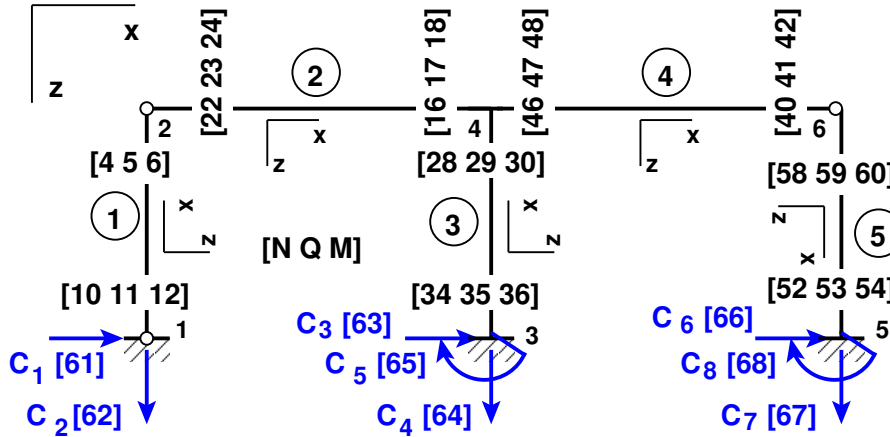 x
z
[22 23 24]
2
[16 17 18]
[46 47 48]
4
[40 41 42]
2
x
z
4
x
z
6
[4 5 6]
[28 29 30]
[58 59 60]
1
x
z
[N Q M]
3
x
z
z
x
5
[10 11 12]
[34 35 36]
[52 53 54]
1
C1 [61]
C3 [63]
3
C5 [65]
C6 [66]
5
C8 [68]
C2 [62]
C4 [64]
C7 [67]